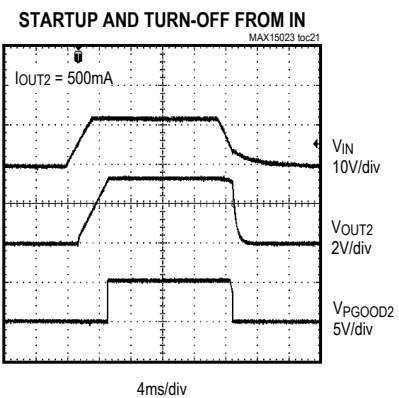 STARTUP AND TURN-OFF FROM IN
MAX15023 toc21
IOUT2 = 500mA
VIN
10V/div
VOUT2
2V/div
VPGOOD2
5V/div
4ms/div